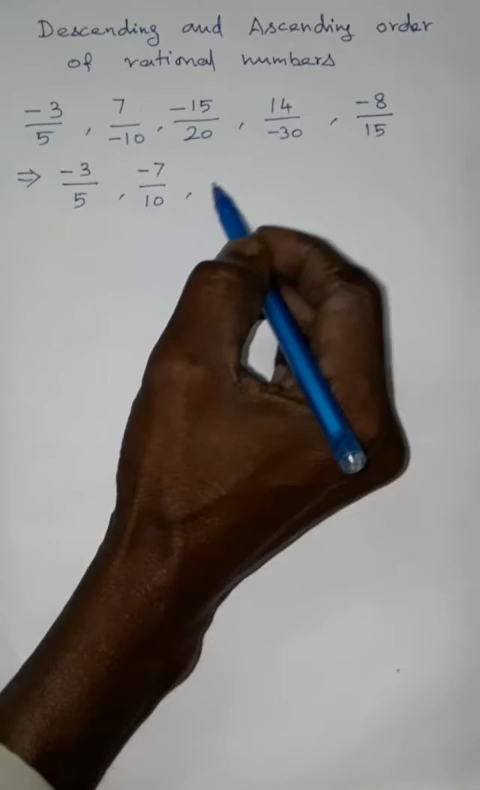 Descending and Ascending order
of rational numbers
-3/5 , 7/-10 , -15/20 , 14/-30 , -8/15
⇒ -3/5 , -7/10 ,